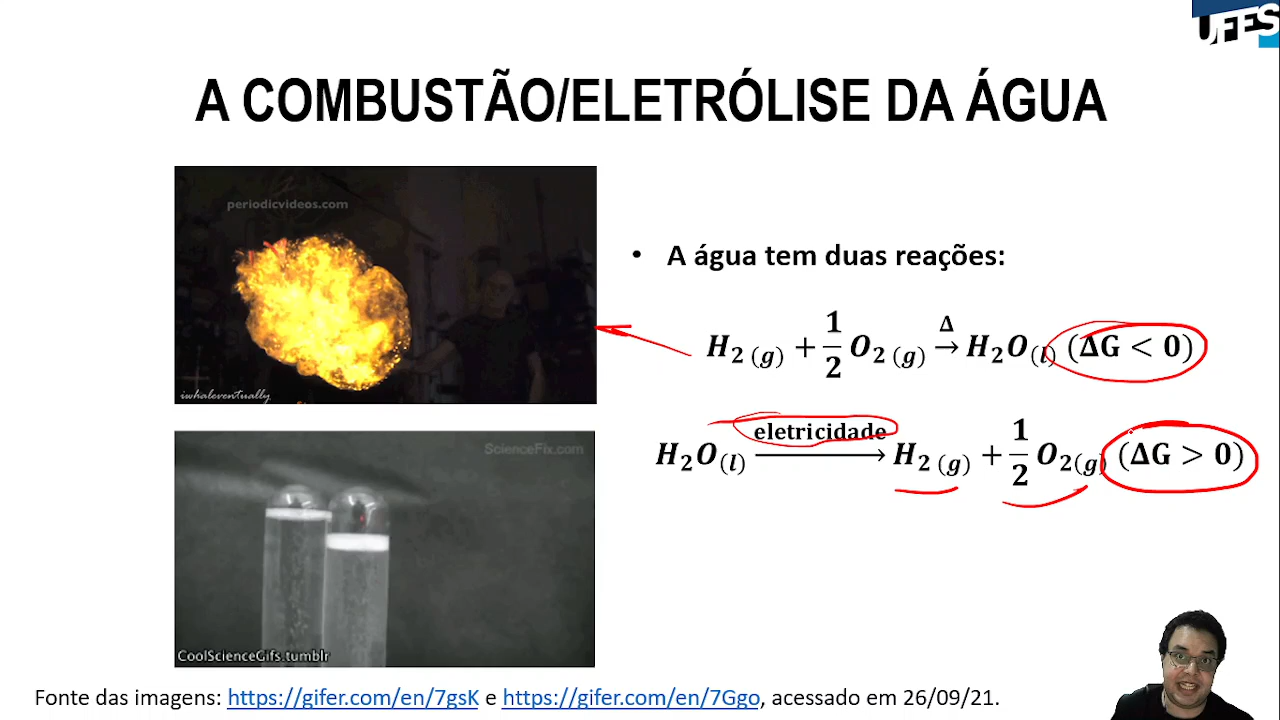 UFES
A COMBUSTÃO/ELETRÓLISE DA ÁGUA
periodicvideos.com
iwhaleventually
• A água tem duas reações:
H₂ (g) + 1/2 O₂ (g) →Δ H₂O(l) (ΔG < 0)
H₂O(l) →eletricidade H₂ (g) + 1/2 O₂(g) (ΔG > 0)
ScienceFix.com
CoolScienceGifs.tumblr
Fonte das imagens: https://gifer.com/en/7gsK e https://gifer.com/en/7Ggo, acessado em 26/09/21.